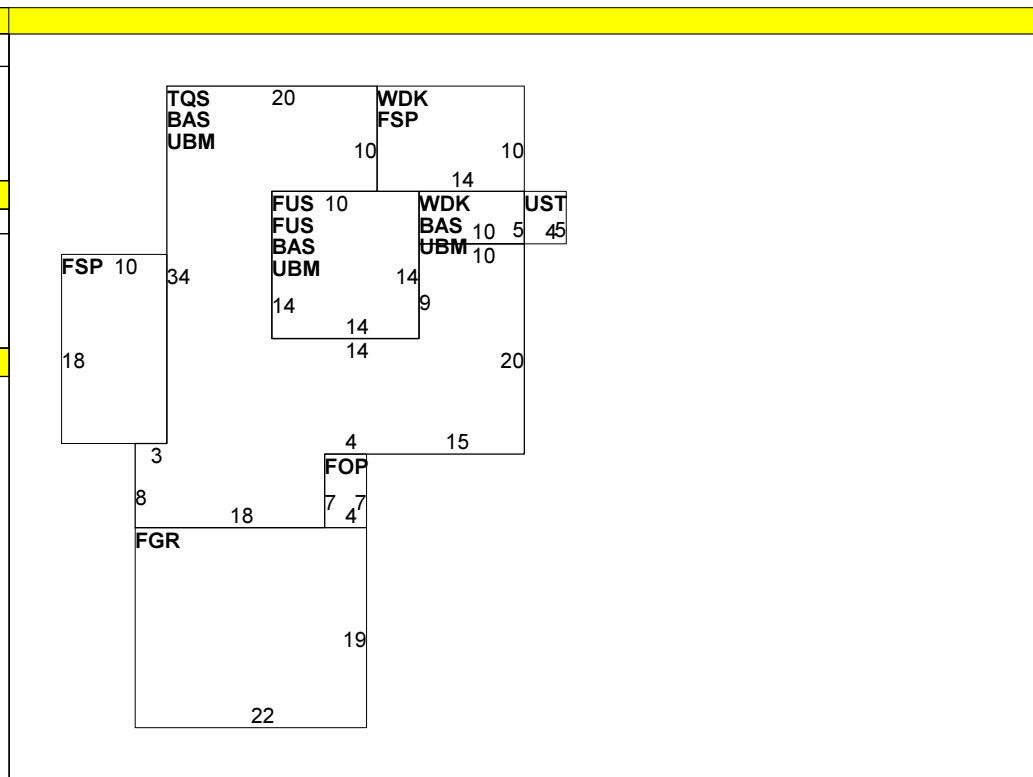 TQS 20 WDK
BAS FSP
UBM
10 10
14
FUS 10 WDK UST
FUS BAS 10 5 45
BAS UBM 10
UBM
FSP 10
34 14
14 9
14
14
18 20
4 15
3
FOP
8 7 7
18 4
FGR
19
22